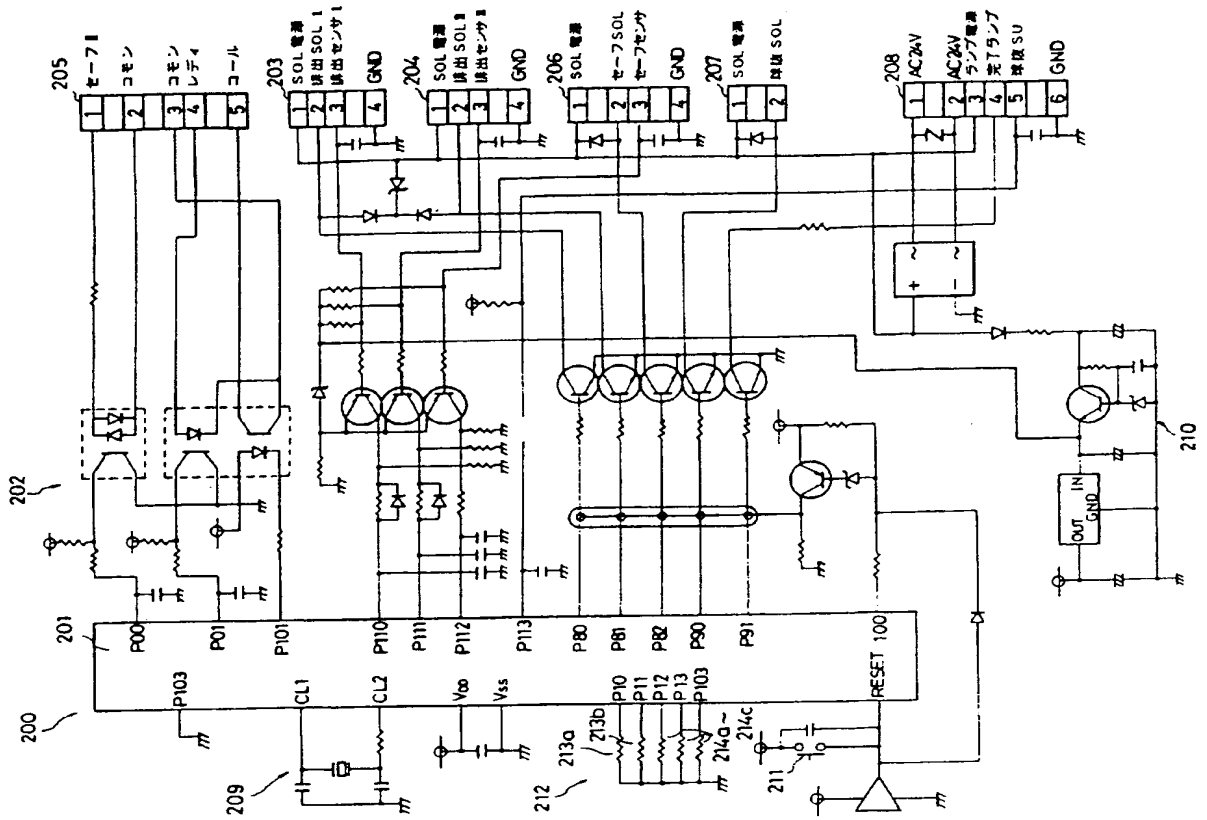 205
セーフⅡ
コモン
コモン
レディ
コール
1
2
3
4
5
203
SOL電源
排出SOLⅠ
排出センサⅠ
GND
1
2
3
4
204
SOL電源
排出SOLⅡ
排出センサⅡ
GND
1
2
3
4
206
SOL電源
セーフSOL
セーフセンサ
GND
1
2
3
4
207
SOL電源
球抜SOL
1
2
208
AC24V
AC24V
ランプ電源
完了ランプ
球抜SU
GND
1
2
3
4
5
6
202
+
−
~
~
210
OUT
IN
GND
200
201
P00
P01
P101
P110
P111
P112
P113
P80
P81
P82
P90
P91
100
P103
CL1
CL2
VDD
VSS
P10
P11
P12
P13
P103
RESET
209
212
213a
213b
214a~
214c
211